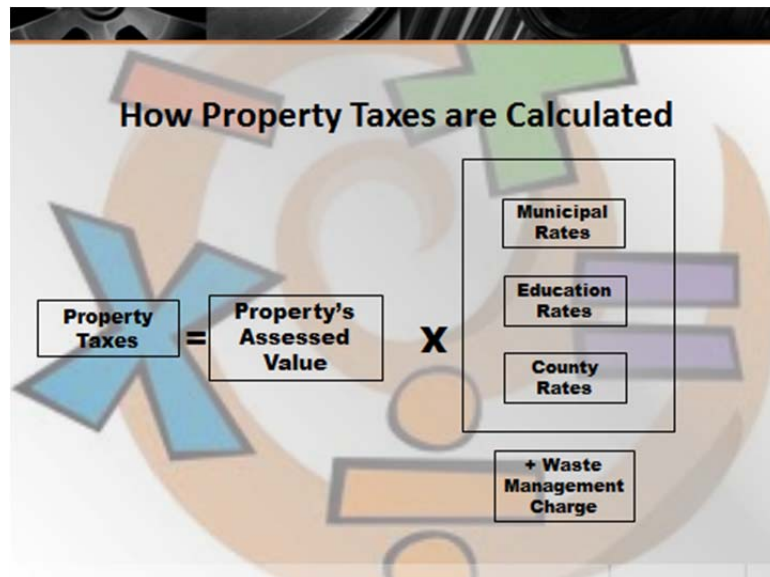 How Property Taxes are Calculated
Municipal
Rates
Property
Taxes
=
Property's
Assessed
Value
X
Education
Rates
County
Rates
+ Waste
Management
Charge